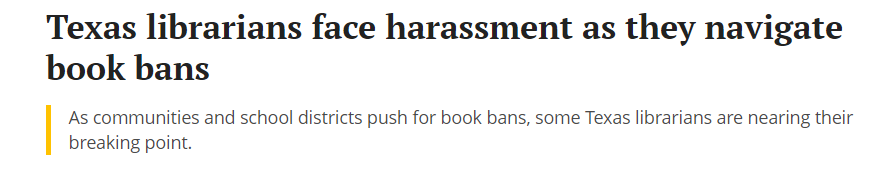 Texas librarians face harassment as they navigate
book bans
As communities and school districts push for book bans, some Texas librarians are nearing their
breaking point.